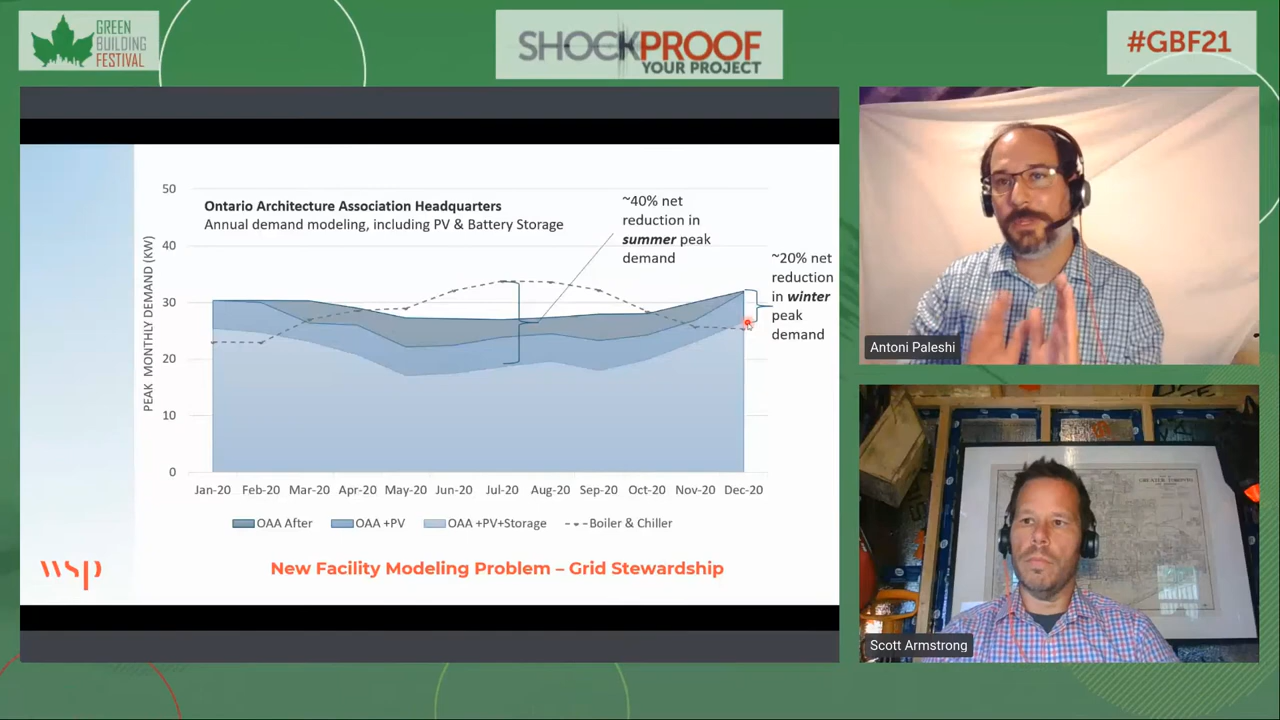 GREEN
BUILDING
FESTIVAL
SHOCKPROOF
YOUR PROJECT
#GBF21
50
40
30
20
10
0
PEAK MONTHLY DEMAND (KW)
Ontario Architecture Association Headquarters
Annual demand modeling, including PV & Battery Storage
~40% net
reduction in
summer peak
demand
~20% net
reduction
in winter
peak
demand
Jan-20 Feb-20 Mar-20 Apr-20 May-20 Jun-20 Jul-20 Aug-20 Sep-20 Oct-20 Nov-20 Dec-20
OAA After OAA +PV OAA +PV+Storage Boiler & Chiller
wsp
New Facility Modeling Problem – Grid Stewardship
Antoni Paleshi
GREATER TORONTO
Scott Armstrong